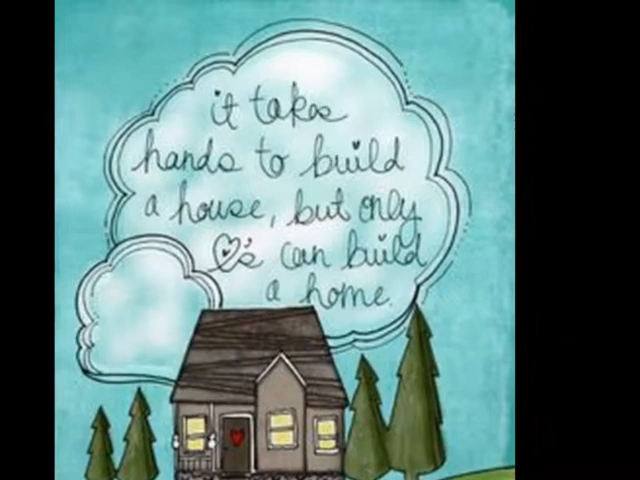 it takes
hands to build
a house, but only
♡'s can build
a home.